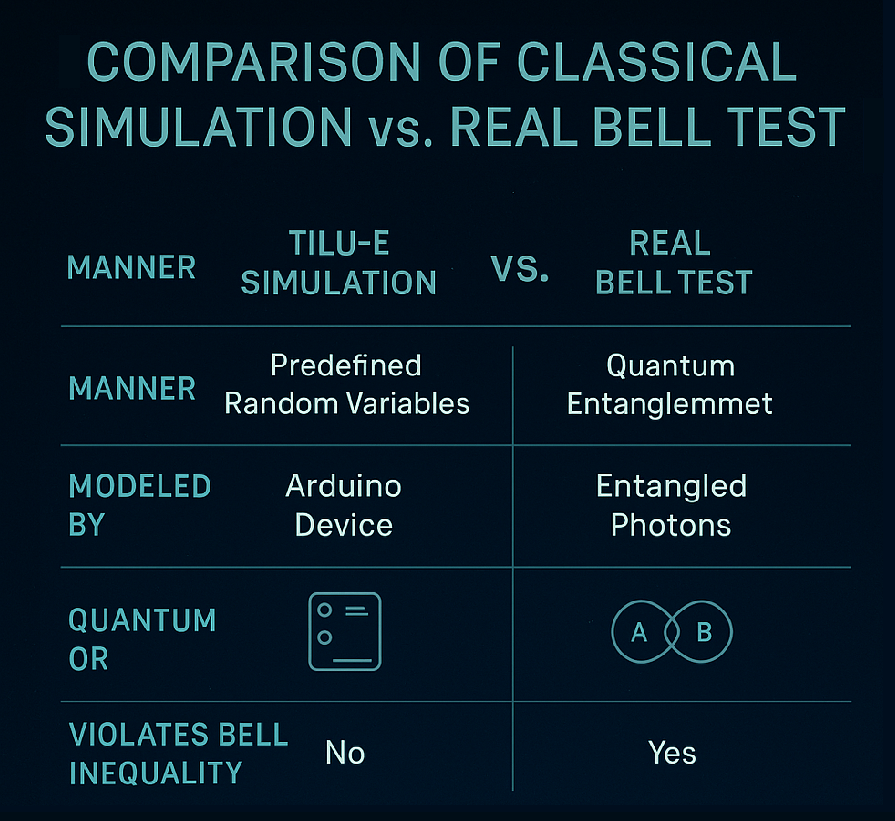 COMPARISON OF CLASSICAL
SIMULATION vs. REAL BELL TEST
MANNER
TILU-E
SIMULATION
VS.
REAL
BELL TEST
MANNER
Predefined
Random Variables
Quantum
Entanglemmet
MODELED
BY
Arduino
Device
Entangled
Photons
QUANTUM
OR
A
B
VIOLATES BELL
INEQUALITY
No
Yes